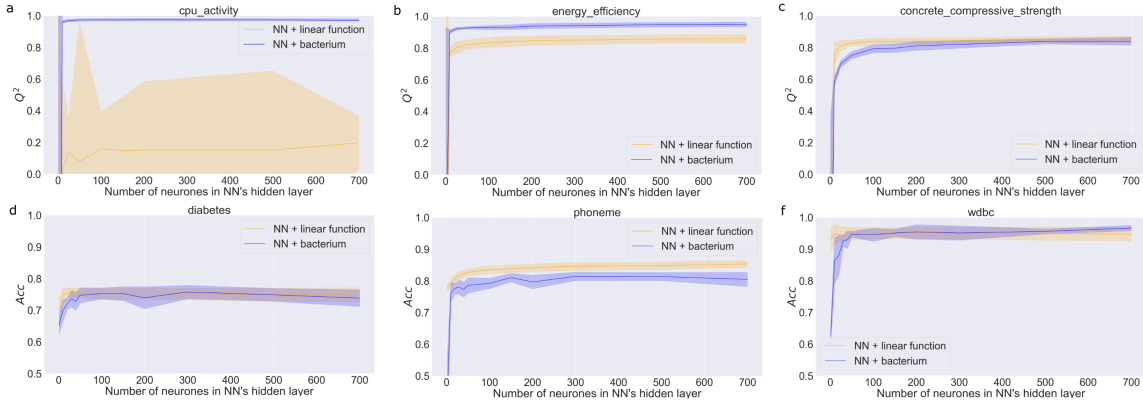 a
cpu_activity
1.0
0.8
0.6
0.4
0.2
0.0
Q²
0 100 200 300 400 500 600 700
Number of neurones in NN's hidden layer
NN + linear function
NN + bacterium
b
energy_efficiency
1.0
0.8
0.6
0.4
0.2
0.0
Q²
0 100 200 300 400 500 600 700
Number of neurones in NN's hidden layer
NN + linear function
NN + bacterium
c
concrete_compressive_strength
1.0
0.8
0.6
0.4
0.2
0.0
Q²
0 100 200 300 400 500 600 700
Number of neurones in NN's hidden layer
NN + linear function
NN + bacterium
d
diabetes
1.0
0.9
0.8
0.7
0.6
0.5
Acc
0 100 200 300 400 500 600 700
Number of neurones in NN's hidden layer
NN + linear function
NN + bacterium
phoneme
1.0
0.9
0.8
0.7
0.6
0.5
Acc
0 100 200 300 400 500 600 700
Number of neurones in NN's hidden layer
NN + linear function
NN + bacterium
f
wdbc
1.0
0.9
0.8
0.7
0.6
0.5
Acc
0 100 200 300 400 500 600 700
Number of neurones in NN's hidden layer
NN + linear function
NN + bacterium